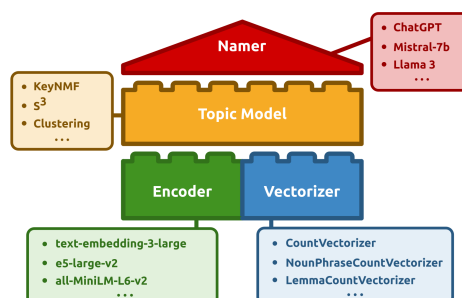 Namer
• ChatGPT
• Mistral-7b
• Llama 3
...
• KeyNMF
• S³
• Clustering
...
Topic Model
Encoder
Vectorizer
• text-embedding-3-large
• e5-large-v2
• all-MiniLM-L6-v2
...
• CountVectorizer
• NounPhraseCountVectorizer
• LemmaCountVectorizer
...